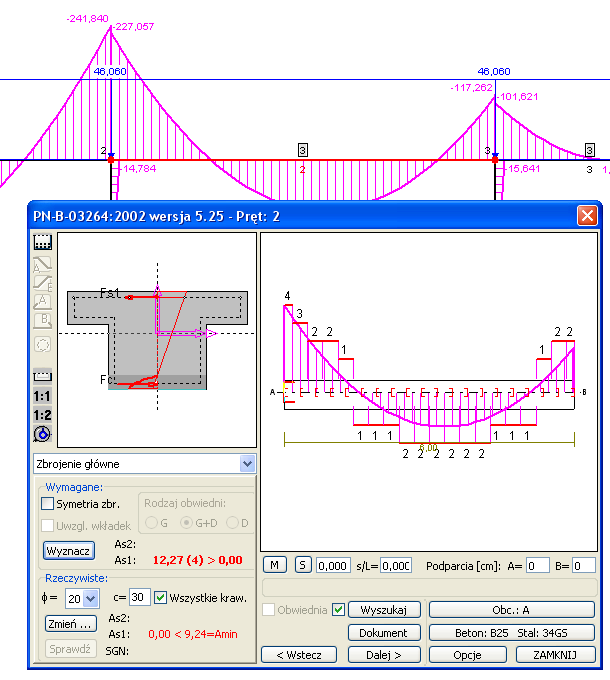 -241,840
-227,057
46,060
46,060
-117,262
-101,621
2
3
3
3
-14,784
2
-15,641
3
1,
PN-B-03264:2002 wersja 5.25 - Pręt: 2
Fs1
Fc
A
B
1:1
1:2
4
3
2 2
1
1
2 2
A
B
1 1 1
1 1 1
6,00
2 2 2 2 2 2
Zbrojenie główne
Wymagane:
Symetria zbr.
Rodzaj obwiedni:
Uwzgl. wkładek
G G+D D
Wyznacz
As2:
As1: 12,27 (4) > 0,00
Rzeczywiste:
ϕ = 20 c= 30 Wszystkie kraw.
Zmień ...
As2:
As1: 0,00 < 9,24=Amin
Sprawdź
SGN:
M S 0,000 s/L= 0,000 Podparcia [cm]: A= 0 B= 0
Obwiednia Wyszukaj Obc.: A
Dokument Beton: B25 Stal: 34GS
< Wstecz Dalej > Opcje ZAMKNIJ